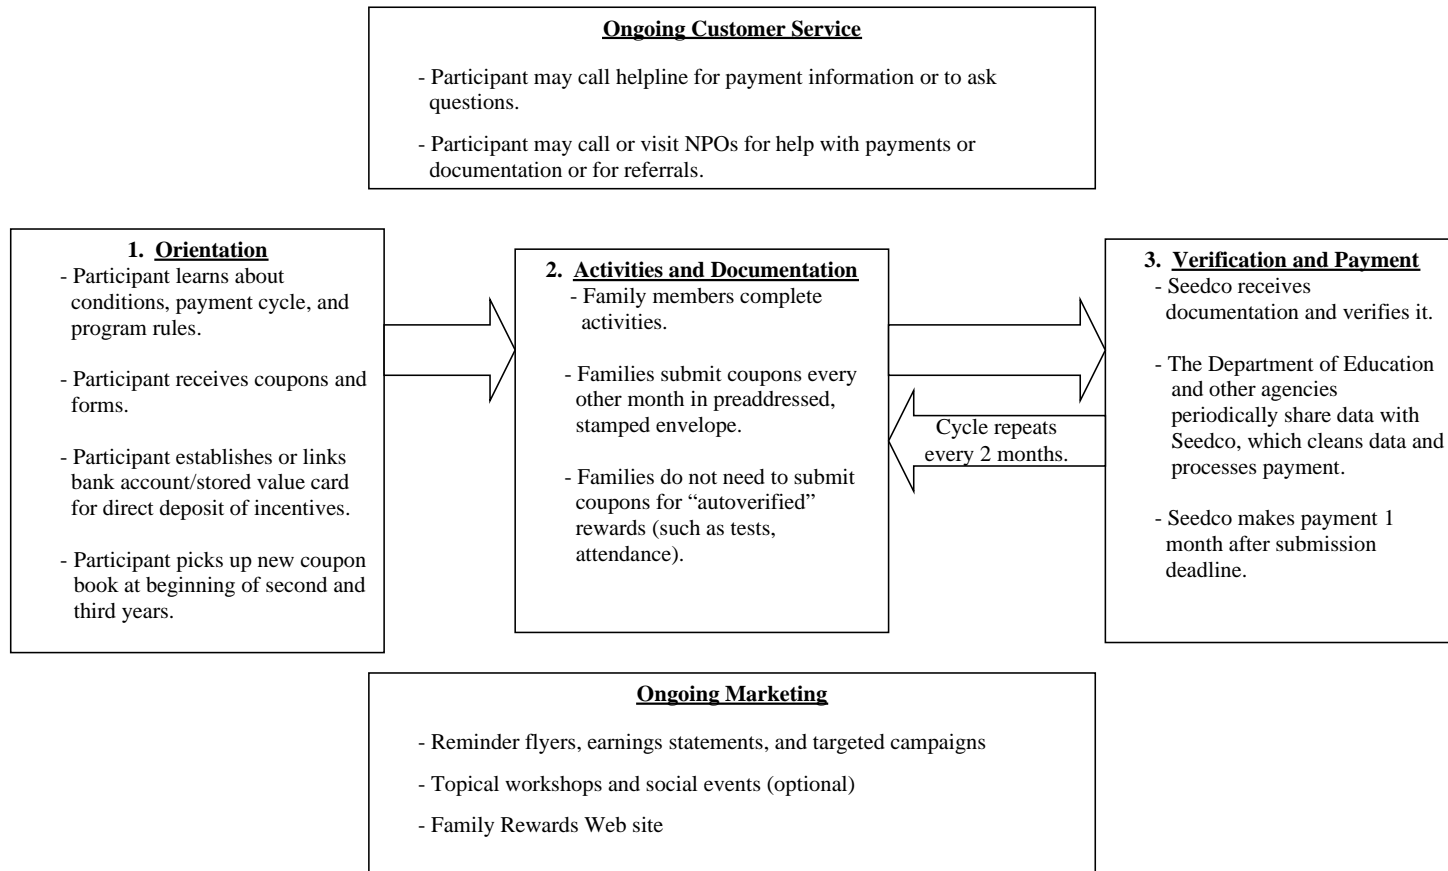 Ongoing Customer Service
- Participant may call helpline for payment information or to ask
questions.
- Participant may call or visit NPOs for help with payments or
documentation or for referrals.
1. Orientation
- Participant learns about
conditions, payment cycle, and
program rules.
- Participant receives coupons and
forms.
- Participant establishes or links
bank account/stored value card
for direct deposit of incentives.
- Participant picks up new coupon
book at beginning of second and
third years.
2. Activities and Documentation
- Family members complete
activities.
- Families submit coupons every
other month in preaddressed,
stamped envelope.
- Families do not need to submit
coupons for “autoverified”
rewards (such as tests,
attendance).
Cycle repeats
every 2 months.
3. Verification and Payment
- Seedco receives
documentation and verifies it.
- The Department of Education
and other agencies
periodically share data with
Seedco, which cleans data and
processes payment.
- Seedco makes payment 1
month after submission
deadline.
Ongoing Marketing
- Reminder flyers, earnings statements, and targeted campaigns
- Topical workshops and social events (optional)
- Family Rewards Web site